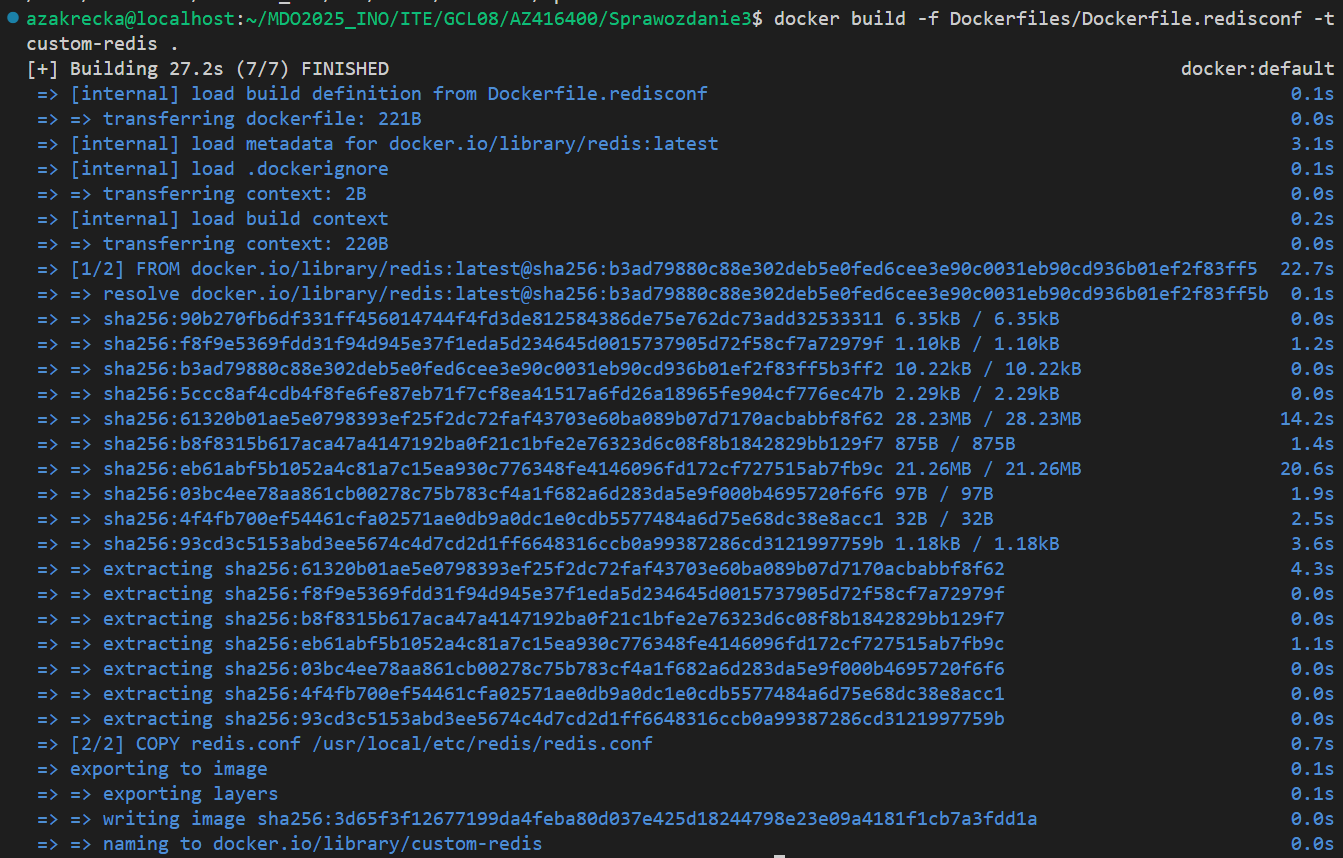 azakrecka@localhost:~/MDO2025_INO/ITE/GCL08/AZ416400/Sprawozdanie3$ docker build -f Dockerfiles/Dockerfile.redisconf -t
custom-redis .
[+] Building 27.2s (7/7) FINISHED docker:default
=> [internal] load build definition from Dockerfile.redisconf 0.1s
=> => transferring dockerfile: 221B 0.0s
=> [internal] load metadata for docker.io/library/redis:latest 3.1s
=> [internal] load .dockerignore 0.1s
=> => transferring context: 2B 0.0s
=> [internal] load build context 0.2s
=> => transferring context: 220B 0.0s
=> [1/2] FROM docker.io/library/redis:latest@sha256:b3ad79880c88e302deb5e0fed6cee3e90c0031eb90cd936b01ef2f83ff5 22.7s
=> => resolve docker.io/library/redis:latest@sha256:b3ad79880c88e302deb5e0fed6cee3e90c0031eb90cd936b01ef2f83ff5b 0.1s
=> => sha256:90b270fb6df331ff456014744f4fd3de812584386de75e762dc73add32533311 6.35kB / 6.35kB 0.0s
=> => sha256:f8f9e5369fdd31f94d945e37f1eda5d234645d0015737905d72f58cf7a72979f 1.10kB / 1.10kB 1.2s
=> => sha256:b3ad79880c88e302deb5e0fed6cee3e90c0031eb90cd936b01ef2f83ff5b3ff2 10.22kB / 10.22kB 0.0s
=> => sha256:5ccc8af4cdb4f8fe6fe87eb71f7cf8ea41517a6fd26a18965fe904cf776ec47b 2.29kB / 2.29kB 0.0s
=> => sha256:61320b01ae5e0798393ef25f2dc72faf43703e60ba089b07d7170acbabbf8f62 28.23MB / 28.23MB 14.2s
=> => sha256:b8f8315b617aca47a4147192ba0f21c1bfe2e76323d6c08f8b1842829bb129f7 875B / 875B 1.4s
=> => sha256:eb61abf5b1052a4c81a7c15ea930c776348fe4146096fd172cf727515ab7fb9c 21.26MB / 21.26MB 20.6s
=> => sha256:03bc4ee78aa861cb00278c75b783cf4a1f682a6d283da5e9f000b4695720f6f6 97B / 97B 1.9s
=> => sha256:4f4fb700ef54461cfa02571ae0db9a0dc1e0cdb5577484a6d75e68dc38e8acc1 32B / 32B 2.5s
=> => sha256:93cd3c5153abd3ee5674c4d7cd2d1ff6648316ccb0a99387286cd3121997759b 1.18kB / 1.18kB 3.6s
=> => extracting sha256:61320b01ae5e0798393ef25f2dc72faf43703e60ba089b07d7170acbabbf8f62 4.3s
=> => extracting sha256:f8f9e5369fdd31f94d945e37f1eda5d234645d0015737905d72f58cf7a72979f 0.0s
=> => extracting sha256:b8f8315b617aca47a4147192ba0f21c1bfe2e76323d6c08f8b1842829bb129f7 0.0s
=> => extracting sha256:eb61abf5b1052a4c81a7c15ea930c776348fe4146096fd172cf727515ab7fb9c 1.1s
=> => extracting sha256:03bc4ee78aa861cb00278c75b783cf4a1f682a6d283da5e9f000b4695720f6f6 0.0s
=> => extracting sha256:4f4fb700ef54461cfa02571ae0db9a0dc1e0cdb5577484a6d75e68dc38e8acc1 0.0s
=> => extracting sha256:93cd3c5153abd3ee5674c4d7cd2d1ff6648316ccb0a99387286cd3121997759b 0.0s
=> [2/2] COPY redis.conf /usr/local/etc/redis/redis.conf 0.7s
=> exporting to image 0.1s
=> => exporting layers 0.1s
=> => writing image sha256:3d65f3f12677199da4feba80d037e425d18244798e23e09a4181f1cb7a3fdd1a 0.0s
=> => naming to docker.io/library/custom-redis 0.0s